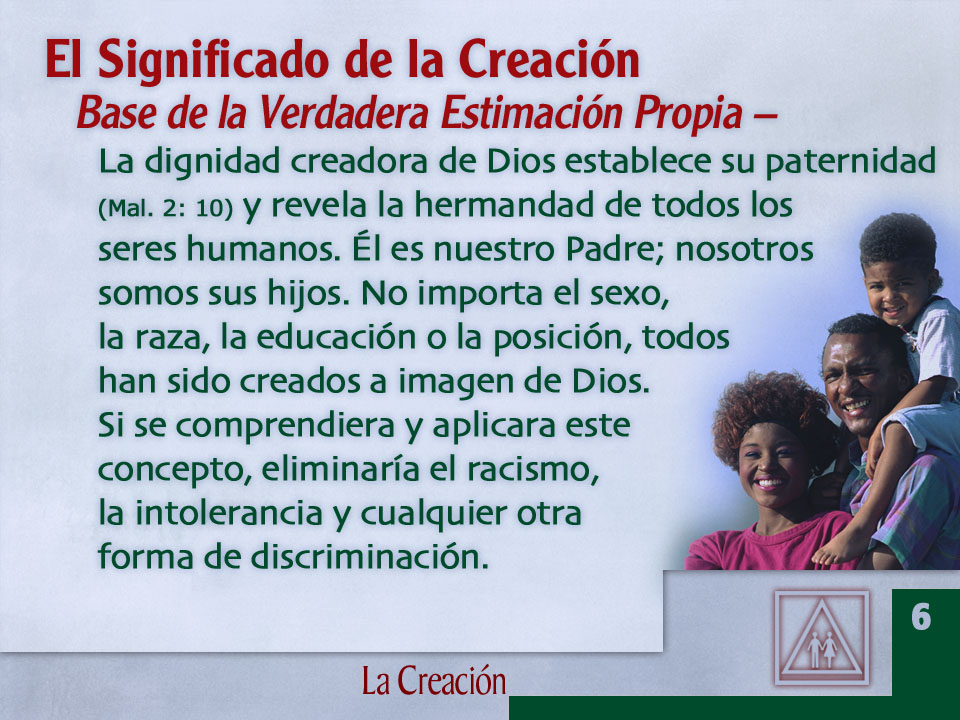 El Significado de la Creación
Base de la Verdadera Estimación Propia –
La dignidad creadora de Dios establece su paternidad
(Mal. 2: 10) y revela la hermandad de todos los
seres humanos. Él es nuestro Padre; nosotros
somos sus hijos. No importa el sexo,
la raza, la educación o la posición, todos
han sido creados a imagen de Dios.
Si se comprendiera y aplicara este
concepto, eliminaría el racismo,
la intolerancia y cualquier otra
forma de discriminación.
6
La Creación